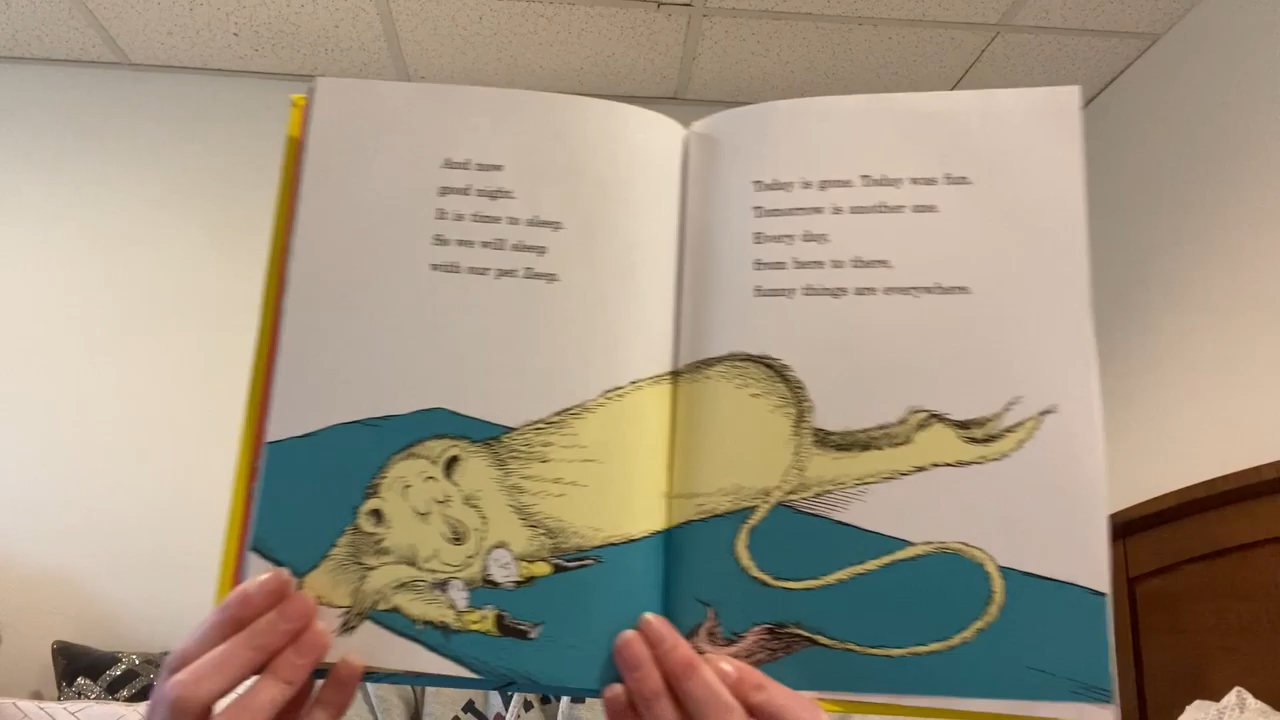 And now
good night.
It is time to sleep.
So we will sleep
with our pet Zeep.
Today is gone. Today was fun.
Tomorrow is another one.
Every day,
from here to there,
funny things are everywhere.